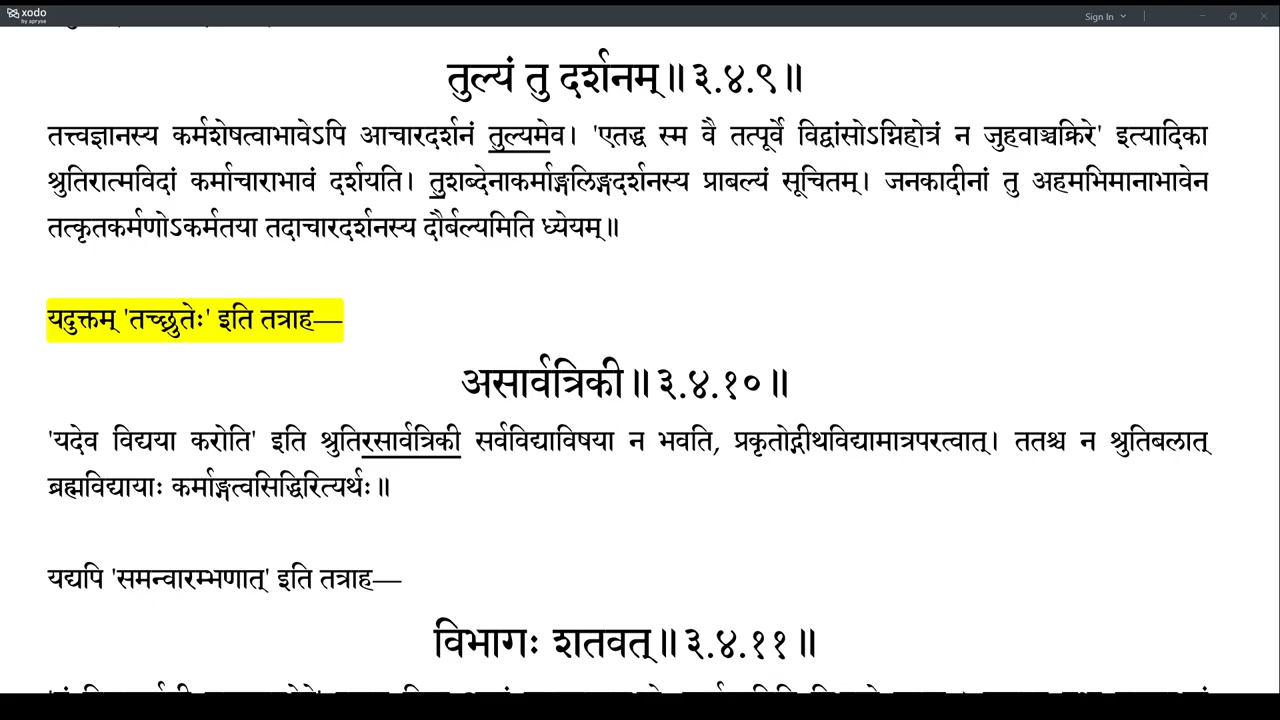 xodo
by apryse
Sign In
तुल्यं तु दर्शनम्॥३.४.९॥
तत्त्वज्ञानस्य कर्मशेषत्वाभावेऽपि आचारदर्शनं तुल्यमेव। 'एतद्ध स्म वै तत्पूर्वे विद्वांसोऽग्निहोत्रं न जुहवाञ्चक्रिरे' इत्यादिका
श्रुतिरात्मविदां कर्माचाराभावं दर्शयति। तुशब्देनाकर्माङ्गलिङ्गदर्शनस्य प्राबल्यं सूचितम्। जनकादीनां तु अहमभिमानाभावेन
तत्कृतकर्मणोऽकर्मतया तदाचारदर्शनस्य दौर्बल्यमिति ध्येयम्॥
यदुक्तम् 'तच्छ्रुतेः' इति तत्राह—
असार्वत्रिकी॥३.४.१०॥
'यदेव विद्यया करोति' इति श्रुतिरसार्वत्रिकी सर्वविद्याविषया न भवति, प्रकृतोद्गीथविद्यामात्रपरत्वात्। ततश्च न श्रुतिबलात्
ब्रह्मविद्यायाः कर्माङ्गत्वसिद्धिरित्यर्थः॥
यद्यपि 'समन्वारम्भणात्' इति तत्राह—
विभागः शतवत्॥३.४.११॥